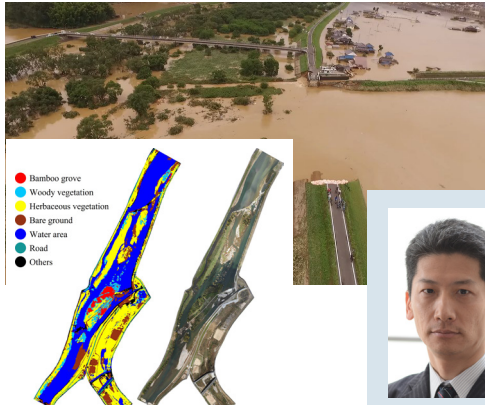 Bamboo grove
Woody vegetation
Herbaceous vegetation
Bare ground
Water area
Road
Others